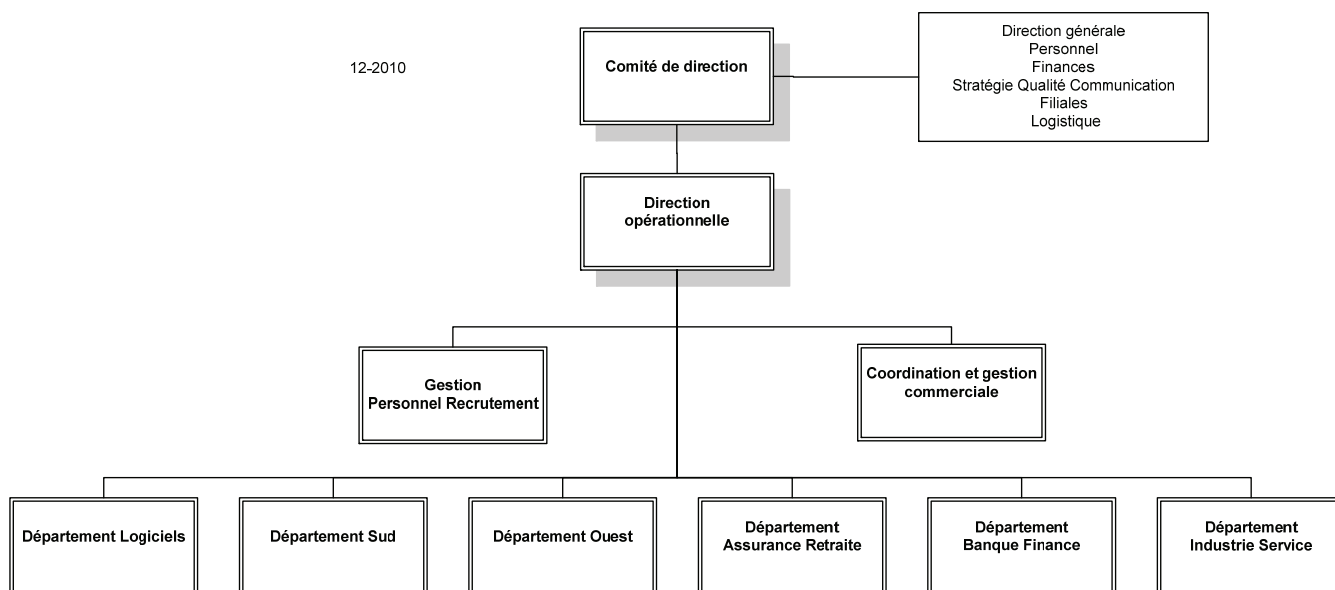 12-2010
Comité de direction
Direction générale
Personnel
Finances
Stratégie Qualité Communication
Filiales
Logistique
Direction
opérationnelle
Gestion
Personnel Recrutement
Coordination et gestion
commerciale
Département Logiciels
Département Sud
Département Ouest
Département
Assurance Retraite
Département
Banque Finance
Département
Industrie Service